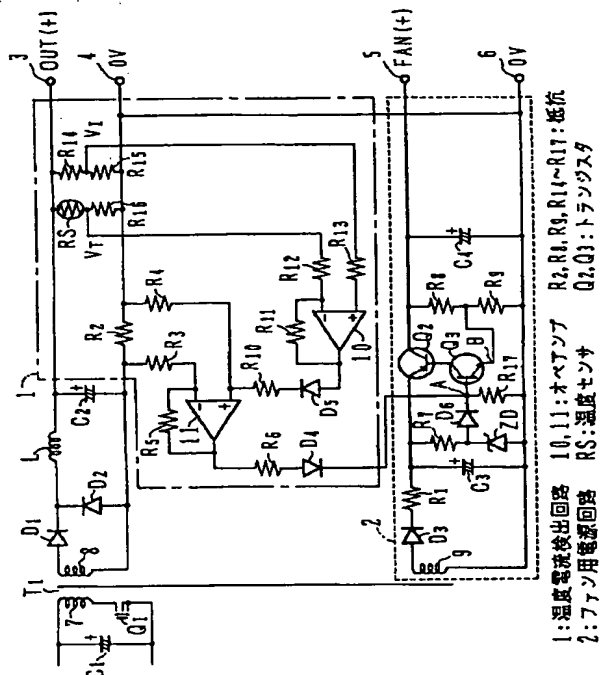 T1
C1
Q1
7
8
D1
D2
L
C2
1
R2
R3
R4
R5
11
R6
D4
R10
D5
R11
10
R12
R13
RS
VT
R16
R14
VI
R15
3 OUT(+)
4 0V
5 FAN(+)
6 0V
2
9
D3
R1
C3
R7
D6
ZD
A
Q2
Q3
B
R17
R8
R9
C4
1:温度電流検出回路 10,11:オペアンプ R2,R8,R9,R14~R17:抵抗
2:ファン用電源回路 RS:温度センサ Q2,Q3:トランジスタ